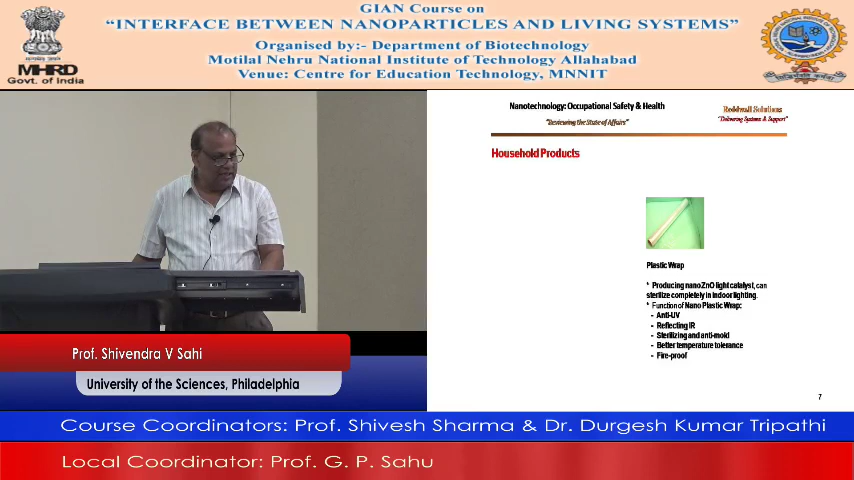 GIAN Course on
“INTERFACE BETWEEN NANOPARTICLES AND LIVING SYSTEMS”
Organised by:- Department of Biotechnology
Motilal Nehru National Institute of Technology Allahabad
Venue: Centre for Education Technology, MNNIT
MHRD
Govt. of India
Nanotechnology: Occupational Safety & Health
"Reviewing the State of Affairs"
Reddwall Solutions
"Delivering Systems & Support"
Household Products
Plastic Wrap
* Producing nano ZnO light catalyst, can
sterilize completely in indoor lighting.
* Function of Nano Plastic Wrap:
- Anti-UV
- Reflecting IR
- Sterilizing and anti-mold
- Better temperature tolerance
- Fire-proof
7
Prof. Shivendra V Sahi
University of the Sciences, Philadelphia
Course Coordinators: Prof. Shivesh Sharma & Dr. Durgesh Kumar Tripathi
Local Coordinator: Prof. G. P. Sahu